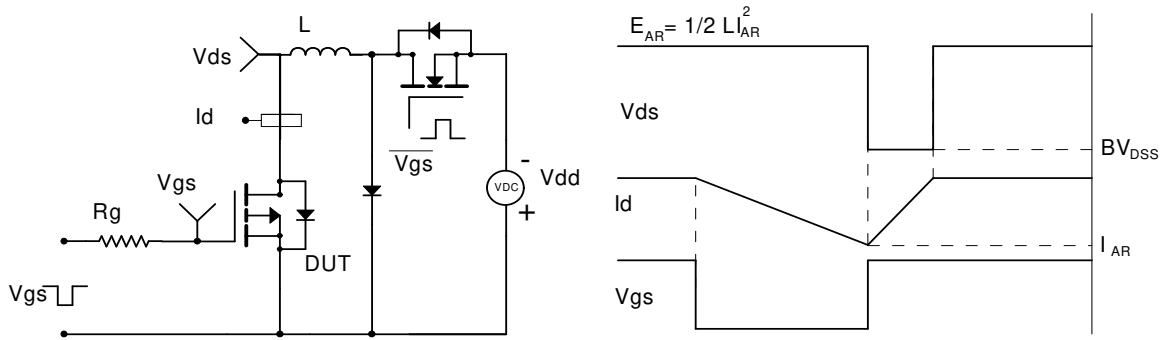 L
Vds
Id
Vgs
Vgs
-
Vdd
VDC
+
Rg
DUT
Vgs
E_AR = 1/2 LI_AR^2
Vds
BV_DSS
Id
I_AR
Vgs